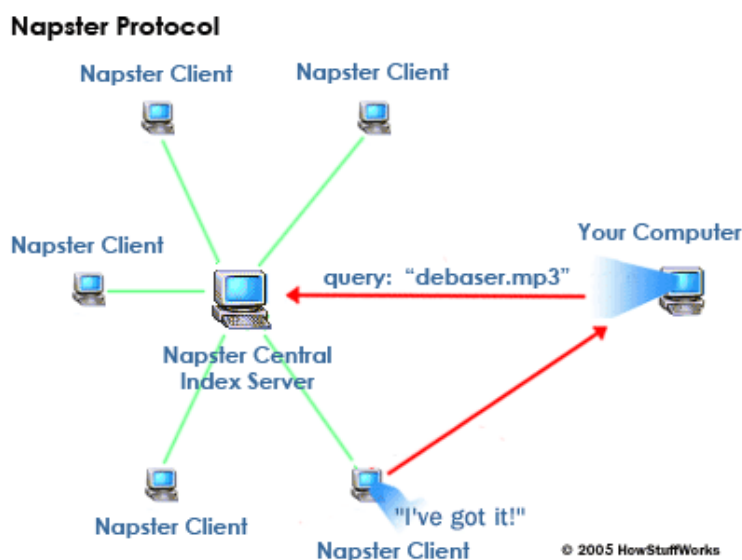 Napster Protocol
Napster Client
Napster Client
Napster Client
Your Computer
query: "debaser.mp3"
Napster Central
Index Server
Napster Client
"I've got it!"
Napster Client
© 2005 HowStuffWorks